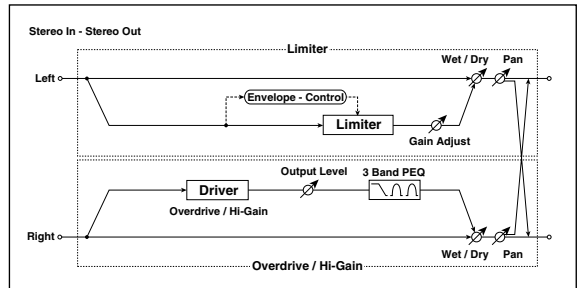 Stereo In - Stereo Out
Limiter
Wet / Dry Pan
Left
Envelope - Control
Limiter
Gain Adjust
Output Level 3 Band PEQ
Driver
Overdrive / Hi-Gain
Right
Wet / Dry Pan
Overdrive / Hi-Gain